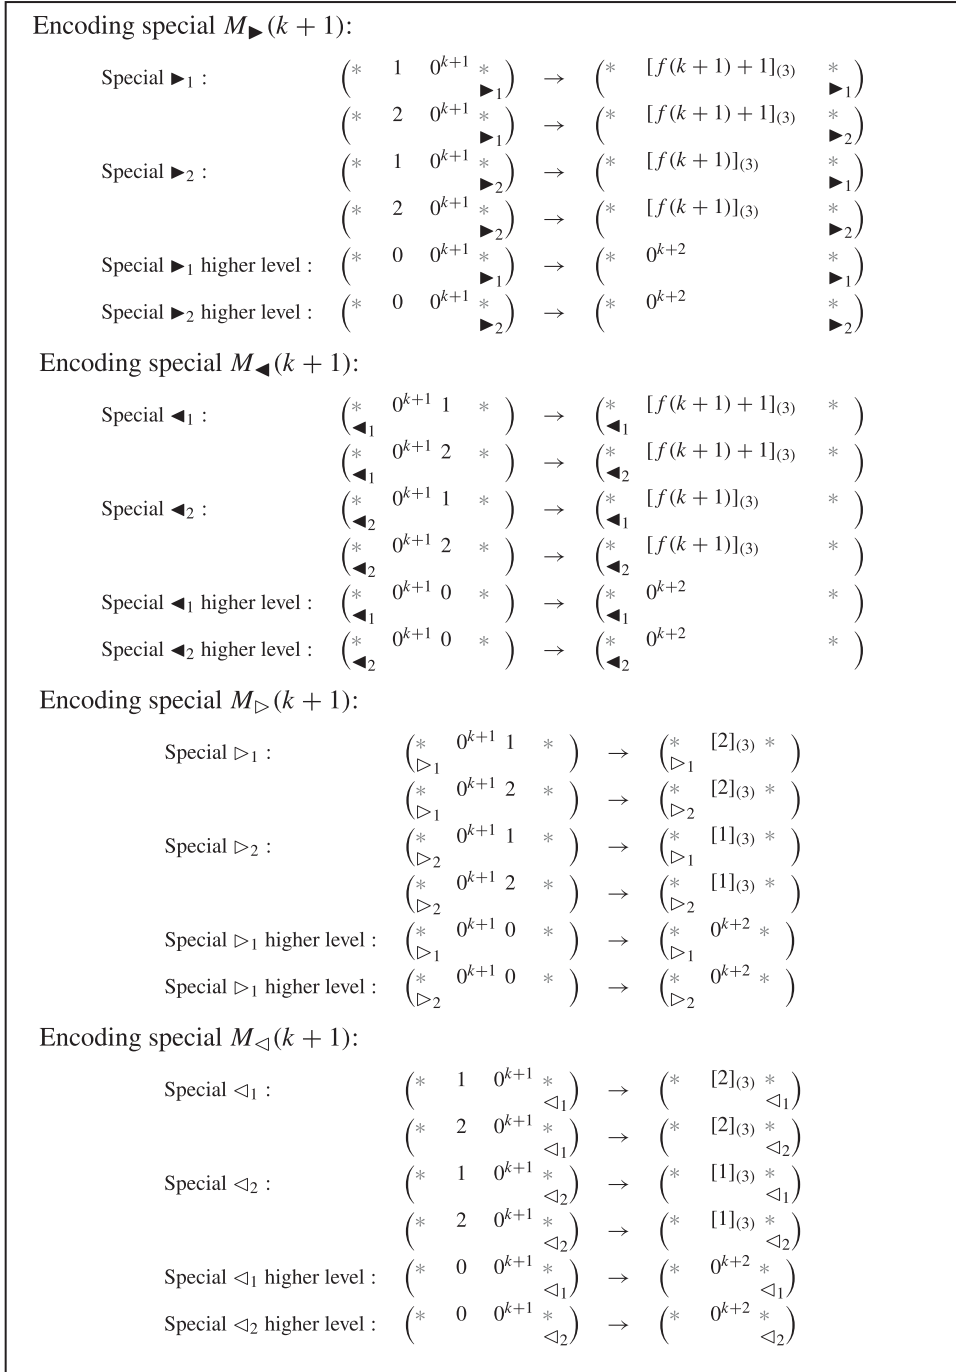 Encoding special M▶(k + 1):
Special ▶1 : (* 1 0^{k+1} * ▶1) → (* [f(k + 1) + 1](3) * ▶1)
(* 2 0^{k+1} * ▶1) → (* [f(k + 1) + 1](3) * ▶2)
Special ▶2 : (* 1 0^{k+1} * ▶2) → (* [f(k + 1)](3) * ▶1)
(* 2 0^{k+1} * ▶2) → (* [f(k + 1)](3) * ▶2)
Special ▶1 higher level : (* 0 0^{k+1} * ▶1) → (* 0^{k+2} * ▶1)
Special ▶2 higher level : (* 0 0^{k+1} * ▶2) → (* 0^{k+2} * ▶2)
Encoding special M◀(k + 1):
Special ◀1 : (* ◀1 0^{k+1} 1 *) → (* ◀1 [f(k + 1) + 1](3) *)
(* ◀1 0^{k+1} 2 *) → (* ◀2 [f(k + 1) + 1](3) *)
Special ◀2 : (* ◀2 0^{k+1} 1 *) → (* ◀1 [f(k + 1)](3) *)
(* ◀2 0^{k+1} 2 *) → (* ◀2 [f(k + 1)](3) *)
Special ◀1 higher level : (* ◀1 0^{k+1} 0 *) → (* ◀1 0^{k+2} *)
Special ◀2 higher level : (* ◀2 0^{k+1} 0 *) → (* ◀2 0^{k+2} *)
Encoding special M▷(k + 1):
Special ▷1 : (* ▷1 0^{k+1} 1 *) → (* ▷1 [2](3) *)
(* ▷1 0^{k+1} 2 *) → (* ▷2 [2](3) *)
Special ▷2 : (* ▷2 0^{k+1} 1 *) → (* ▷1 [1](3) *)
(* ▷2 0^{k+1} 2 *) → (* ▷2 [1](3) *)
Special ▷1 higher level : (* ▷1 0^{k+1} 0 *) → (* ▷1 0^{k+2} *)
Special ▷1 higher level : (* ▷2 0^{k+1} 0 *) → (* ▷2 0^{k+2} *)
Encoding special M◁(k + 1):
Special ◁1 : (* 1 0^{k+1} * ◁1) → (* [2](3) * ◁1)
(* 2 0^{k+1} * ◁1) → (* [2](3) * ◁2)
Special ◁2 : (* 1 0^{k+1} * ◁2) → (* [1](3) * ◁1)
(* 2 0^{k+1} * ◁2) → (* [1](3) * ◁2)
Special ◁1 higher level : (* 0 0^{k+1} * ◁1) → (* 0^{k+2} * ◁1)
Special ◁2 higher level : (* 0 0^{k+1} * ◁2) → (* 0^{k+2} * ◁2)